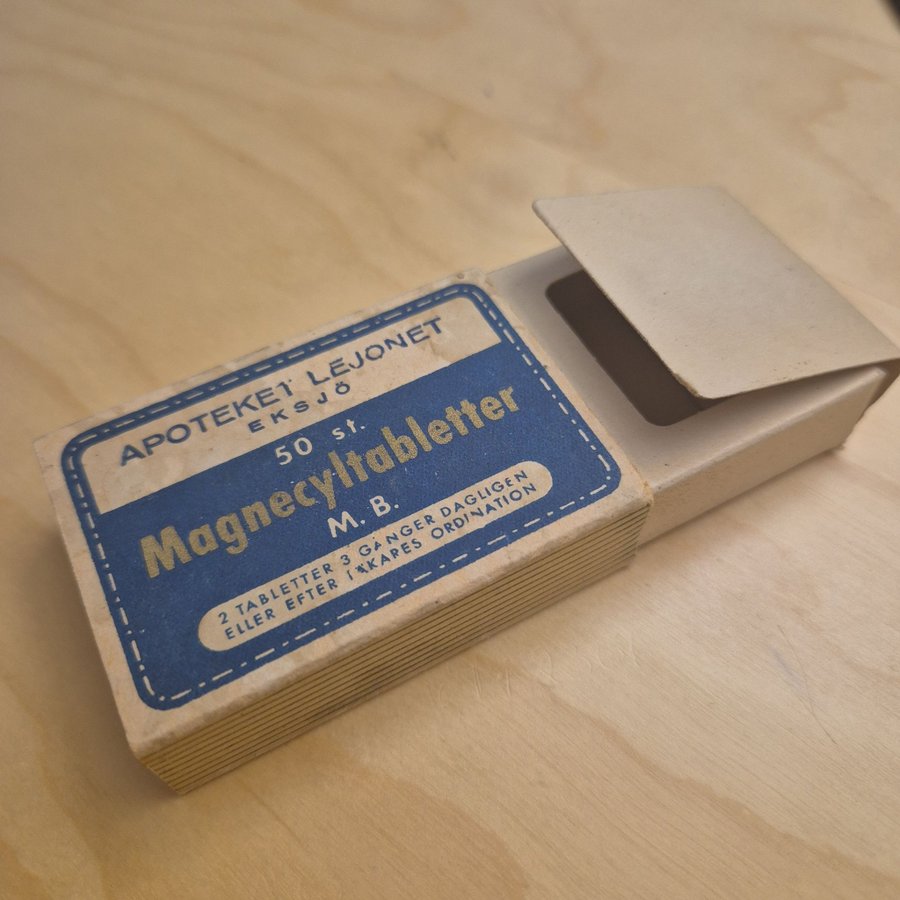 APOTEKET LEJONET
EKSJÖ
50 st.
Magnecyltabletter
M. B.
2 TABLETTER 3 GÅNGER DAGLIGEN
ELLER EFTER LÄKARES ORDINATION